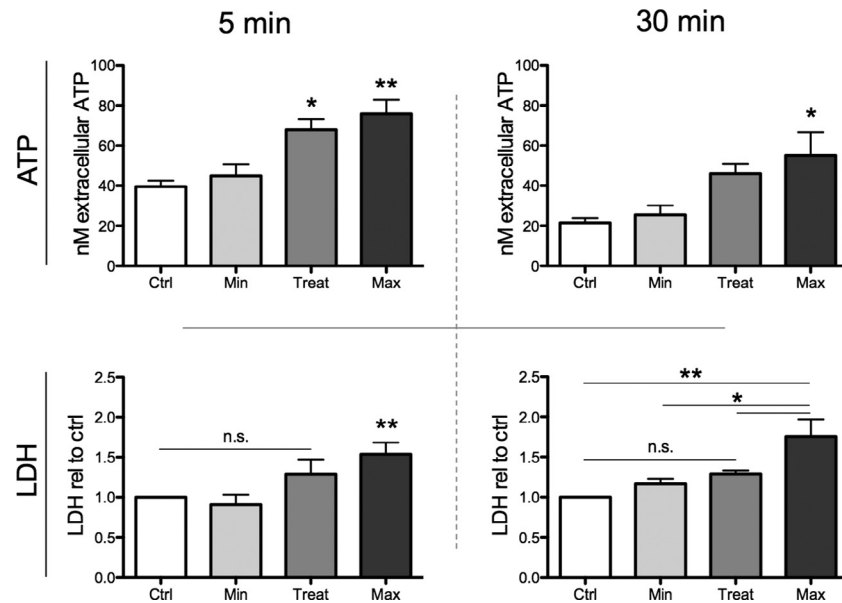 5 min
30 min
ATP
nM extracellular ATP
100
80
60
40
20
0
*
**
Ctrl Min Treat Max
nM extracellular ATP
100
80
60
40
20
0
*
Ctrl Min Treat Max
LDH
LDH rel to ctrl
2.5
2.0
1.5
1.0
0.5
0.0
n.s.
**
Ctrl Min Treat Max
LDH rel to ctrl
2.5
2.0
1.5
1.0
0.5
0.0
**
*
n.s.
Ctrl Min Treat Max